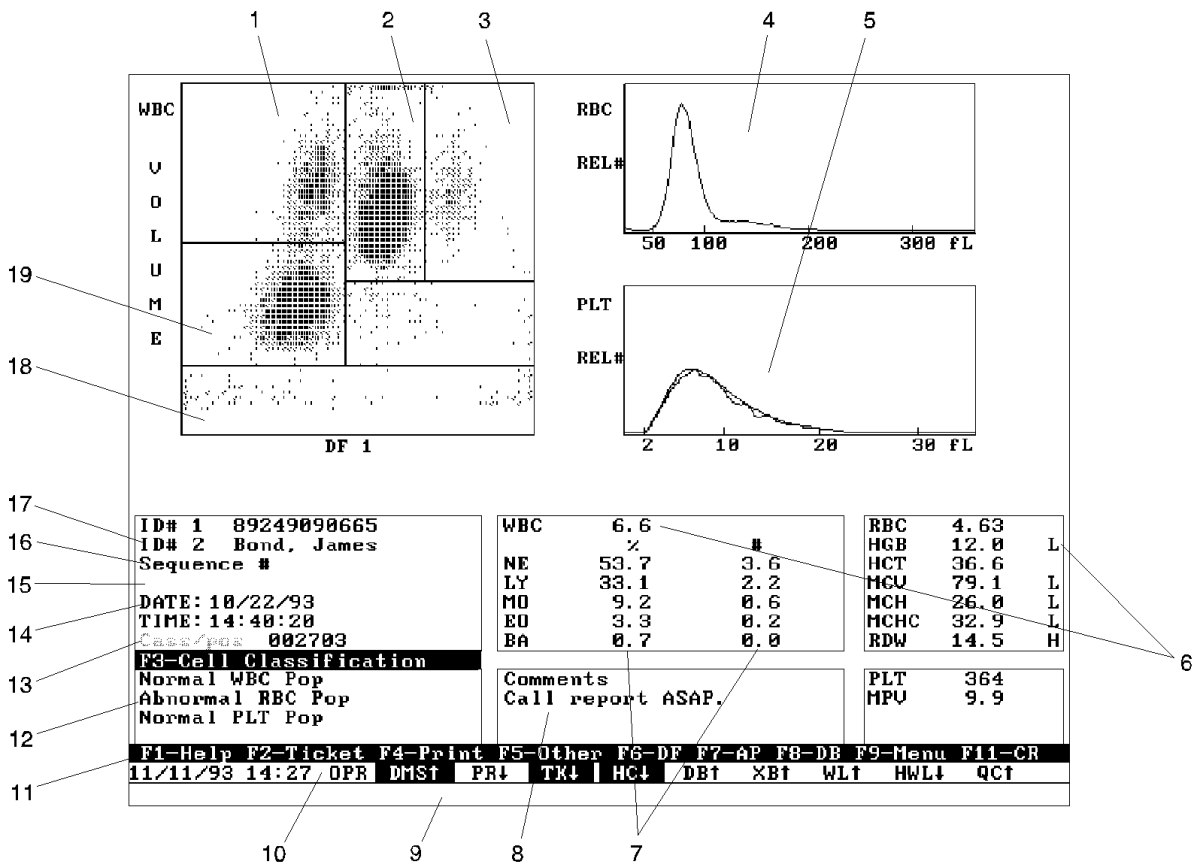 1 2 3 4 5
WBC
VOLUME
DF 1
RBC
REL#
50 100 200 300 fL
PLT
REL#
2 10 20 30 fL
19
18
17
16
15
14
13
12
11
10
9
8
7
6
ID# 1 89249090665
ID# 2 Bond, James
Sequence #
DATE: 10/22/93
TIME: 14:40:20
Cass/pos 002703
F3-Cell Classification
Normal WBC Pop
Abnormal RBC Pop
Normal PLT Pop
WBC 6.6
% #
NE 53.7 3.6
LY 33.1 2.2
MO 9.2 0.6
EO 3.3 0.2
BA 0.7 0.0
Comments
Call report ASAP.
RBC 4.63
HGB 12.0 L
HCT 36.6
MCV 79.1 L
MCH 26.0 L
MCHC 32.9 L
RDW 14.5 H
PLT 364
MPV 9.9
F1-Help F2-Ticket F4-Print F5-Other F6-DF F7-AP F8-DB F9-Menu F11-CR
11/11/93 14:27 OPR DMS↑ PR↓ TK↓ HC↓ DB↑ XB↑ WL↑ HWL↓ QC↑